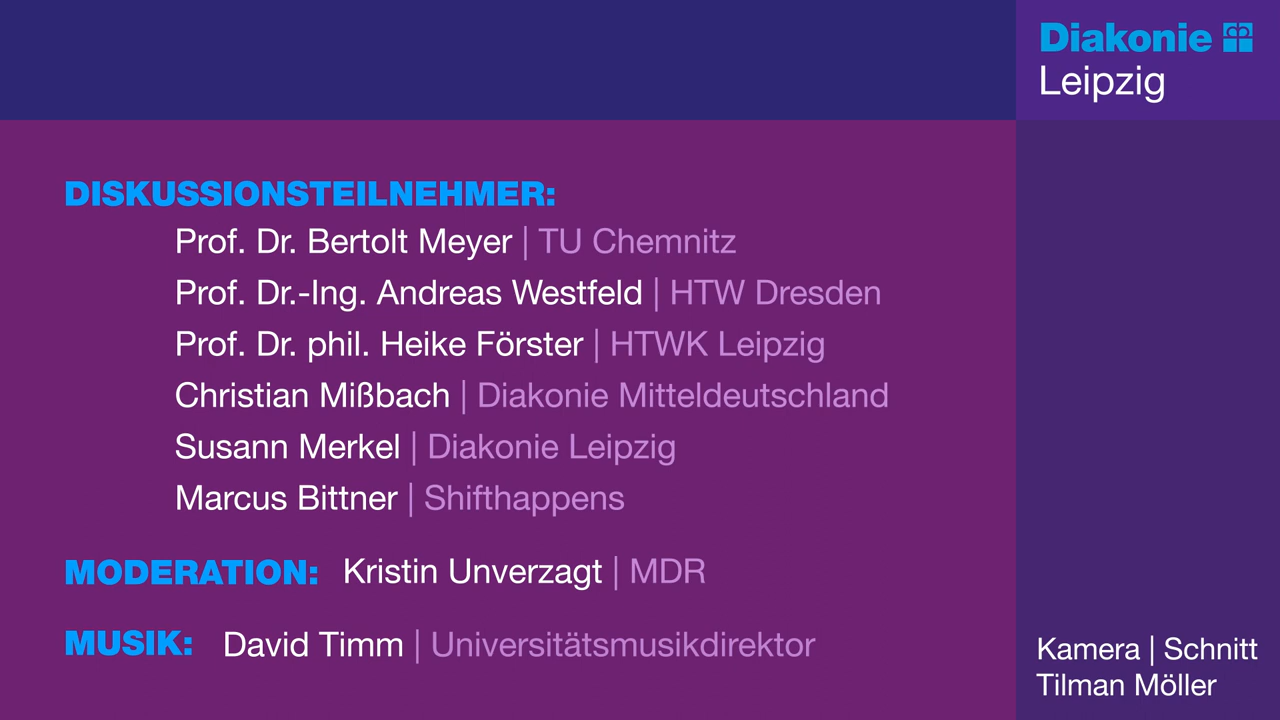 Diakonie
Leipzig
DISKUSSIONSTEILNEHMER:
Prof. Dr. Bertolt Meyer | TU Chemnitz
Prof. Dr.-Ing. Andreas Westfeld | HTW Dresden
Prof. Dr. phil. Heike Förster | HTWK Leipzig
Christian Mißbach | Diakonie Mitteldeutschland
Susann Merkel | Diakonie Leipzig
Marcus Bittner | Shifthappens
MODERATION: Kristin Unverzagt | MDR
MUSIK: David Timm | Universitätsmusikdirektor
Kamera | Schnitt
Tilman Möller